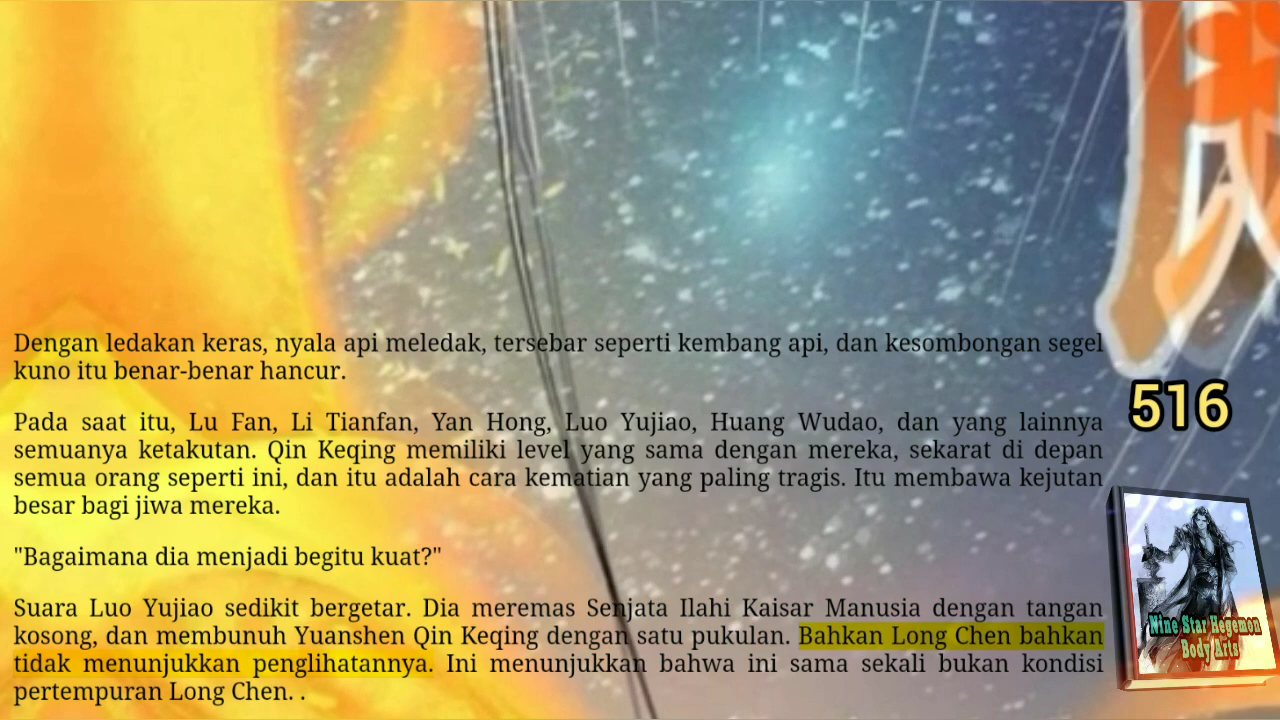 Dengan ledakan keras, nyala api meledak, tersebar seperti kembang api, dan kesombongan segel
kuno itu benar-benar hancur.
Pada saat itu, Lu Fan, Li Tianfan, Yan Hong, Luo Yujiao, Huang Wudao, dan yang lainnya
semuanya ketakutan. Qin Keqing memiliki level yang sama dengan mereka, sekarat di depan
semua orang seperti ini, dan itu adalah cara kematian yang paling tragis. Itu membawa kejutan
besar bagi jiwa mereka.
"Bagaimana dia menjadi begitu kuat?"
Suara Luo Yujiao sedikit bergetar. Dia meremas Senjata Ilahi Kaisar Manusia dengan tangan
kosong, dan membunuh Yuanshen Qin Keqing dengan satu pukulan. Bahkan Long Chen bahkan
tidak menunjukkan penglihatannya. Ini menunjukkan bahwa ini sama sekali bukan kondisi
pertempuran Long Chen. .
516
Nine Star Hegemon
Body Arts